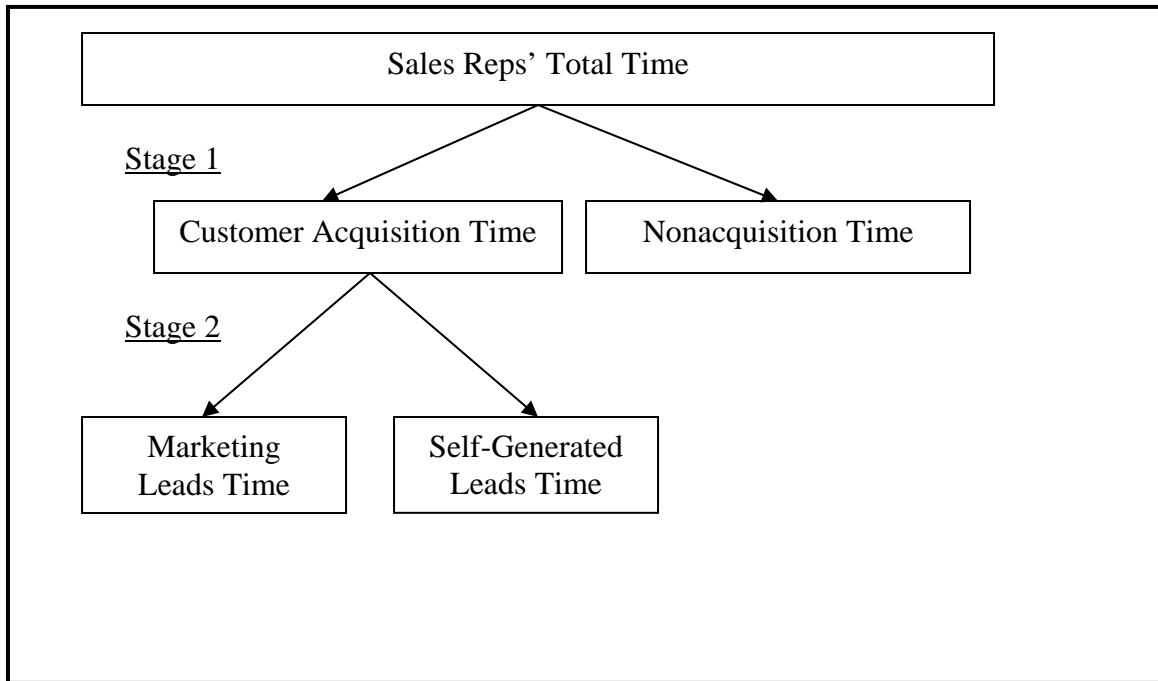 Sales Reps’ Total Time
Stage 1
Customer Acquisition Time
Nonacquisition Time
Stage 2
Marketing
Leads Time
Self-Generated
Leads Time